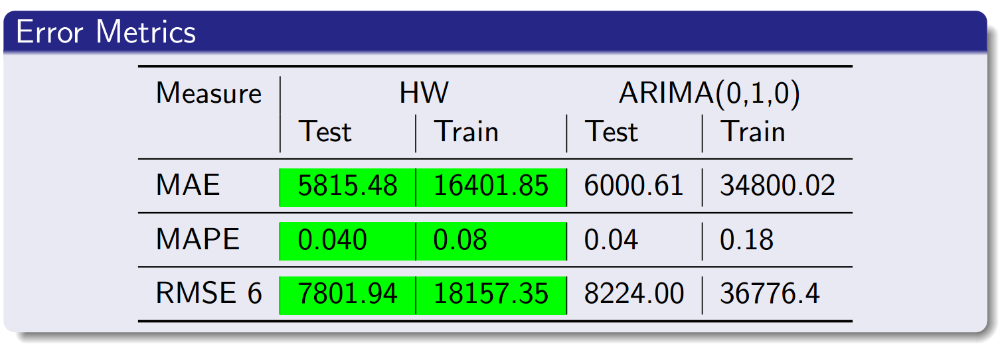 Error Metrics
Measure HW ARIMA(0,1,0)
Test Train Test Train
MAE 5815.48 16401.85 6000.61 34800.02
MAPE 0.040 0.08 0.04 0.18
RMSE 6 7801.94 18157.35 8224.00 36776.4